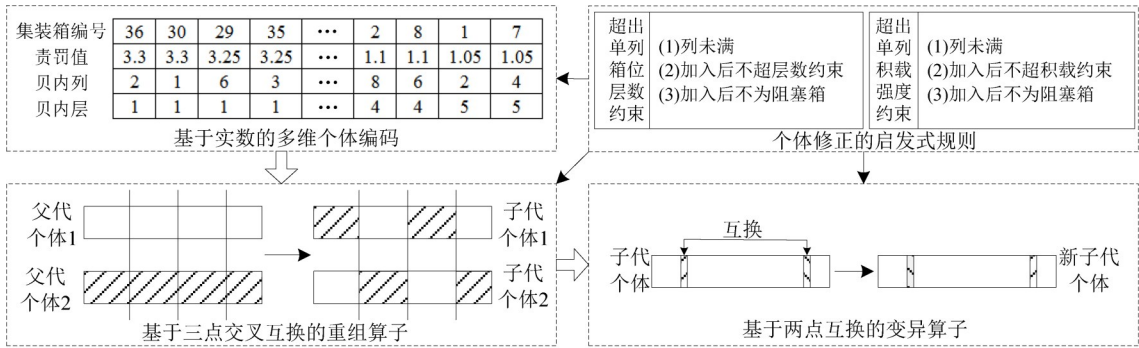 集装箱编号 36 30 29 35 … 2 8 1 7
责罚值 3.3 3.3 3.25 3.25 … 1.1 1.1 1.05 1.05
贝内列 2 1 6 3 … 8 6 2 4
贝内层 1 1 1 1 … 4 4 5 5
基于实数的多维个体编码
超出
单列
箱位
层数
约束
(1)列未满
(2)加入后不超层数约束
(3)加入后不为阻塞箱
超出
单列
积载
强度
约束
(1)列未满
(2)加入后不超积载约束
(3)加入后不为阻塞箱
个体修正的启发式规则
父代
个体1
父代
个体2
子代
个体1
子代
个体2
基于三点交叉互换的重组算子
互换
子代
个体
新子代
个体
基于两点互换的变异算子